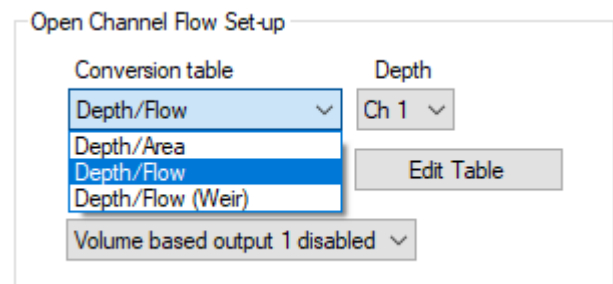 Open Channel Flow Set-up
Conversion table Depth
Depth/Flow Ch 1
Depth/Area
Depth/Flow
Depth/Flow (Weir)
Edit Table
Volume based output 1 disabled